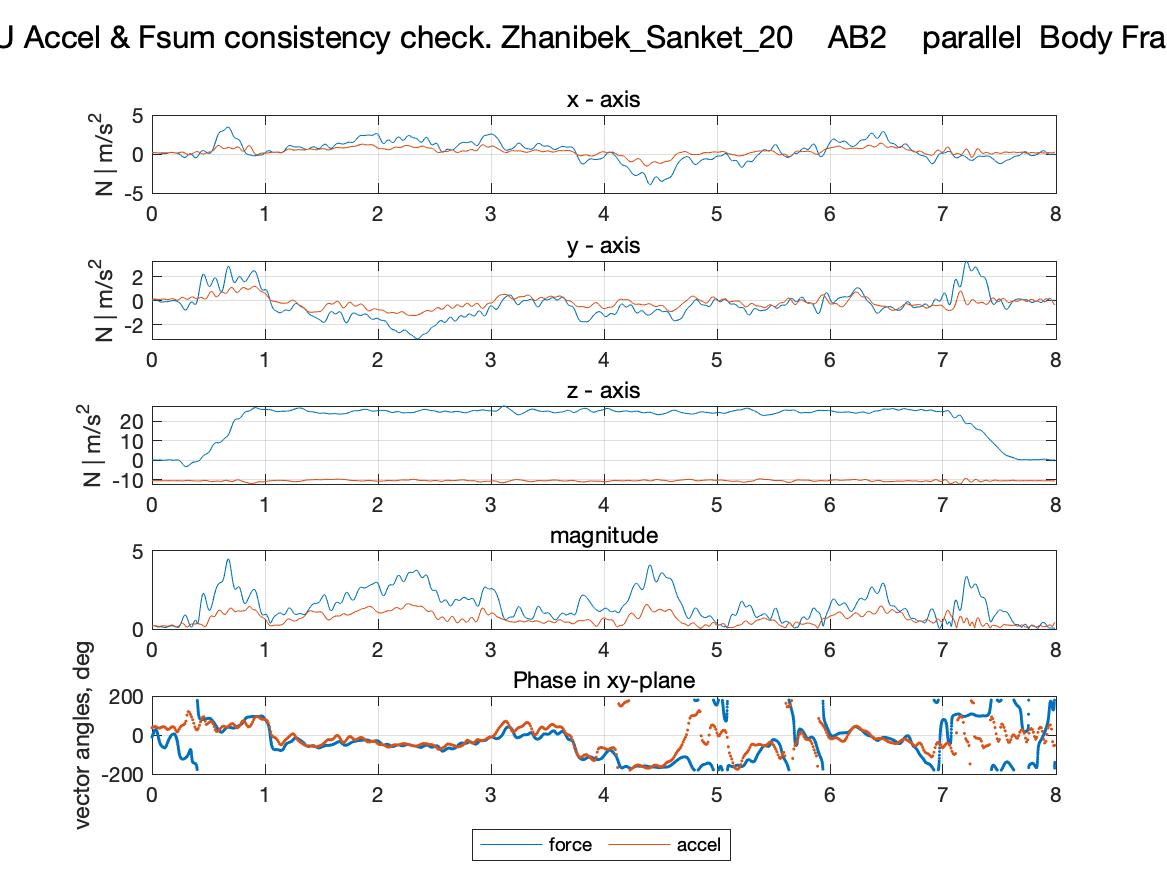 U Accel & Fsum consistency check. Zhanibek_Sanket_20 AB2 parallel Body Fra
x - axis
N | m/s2
5
0
-5
0 1 2 3 4 5 6 7 8
y - axis
N | m/s2
2
0
-2
0 1 2 3 4 5 6 7 8
z - axis
N | m/s2
20
10
0
-10
0 1 2 3 4 5 6 7 8
magnitude
5
0
0 1 2 3 4 5 6 7 8
Phase in xy-plane
vector angles, deg
200
0
-200
0 1 2 3 4 5 6 7 8
force accel